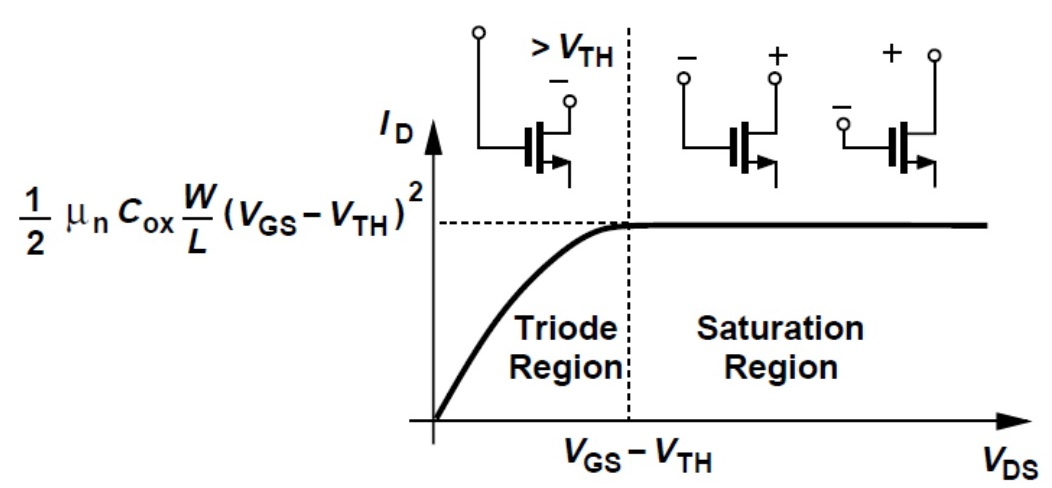 > V_TH
− − + − +
I_D
1/2 μ_n C_ox W/L (V_GS − V_TH)^2
Triode Region
Saturation Region
V_GS − V_TH
V_DS